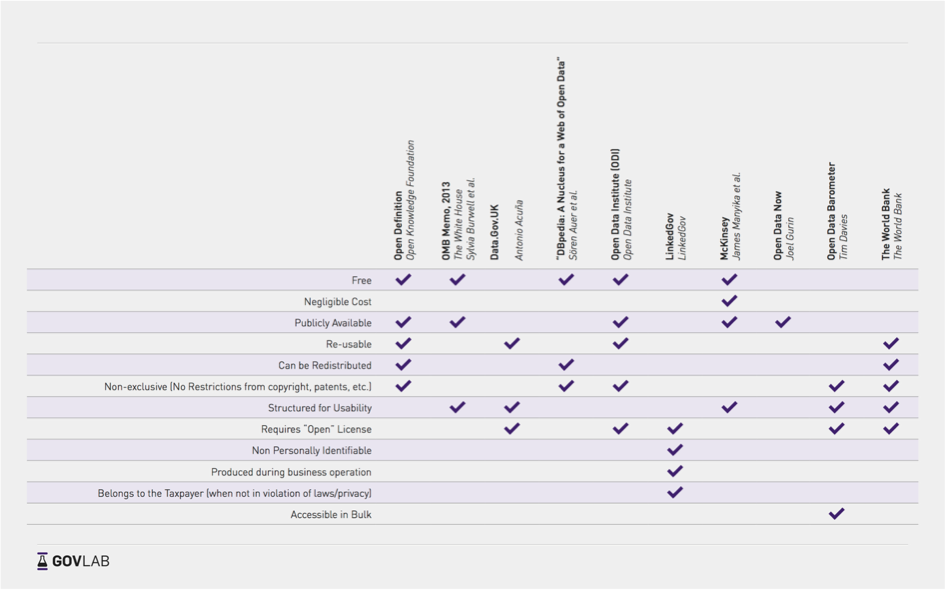 Open Definition
Open Knowledge Foundation
OMB Memo, 2013
The White House
Sylvia Burwell et al.
Data.Gov.UK
Antonio Acuña
"DBpedia: A Nucleus for a Web of Open Data"
Sören Auer et al.
Open Data Institute (ODI)
Open Data Institute
LinkedGov
LinkedGov
McKinsey
James Manyika et al.
Open Data Now
Joel Gurin
Open Data Barometer
Tim Davies
The World Bank
The World Bank
Free
Negligible Cost
Publicly Available
Re-usable
Can be Redistributed
Non-exclusive (No Restrictions from copyright, patents, etc.)
Structured for Usability
Requires "Open" License
Non Personally Identifiable
Produced during business operation
Belongs to the Taxpayer (when not in violation of laws/privacy)
Accessible in Bulk
GOVLAB